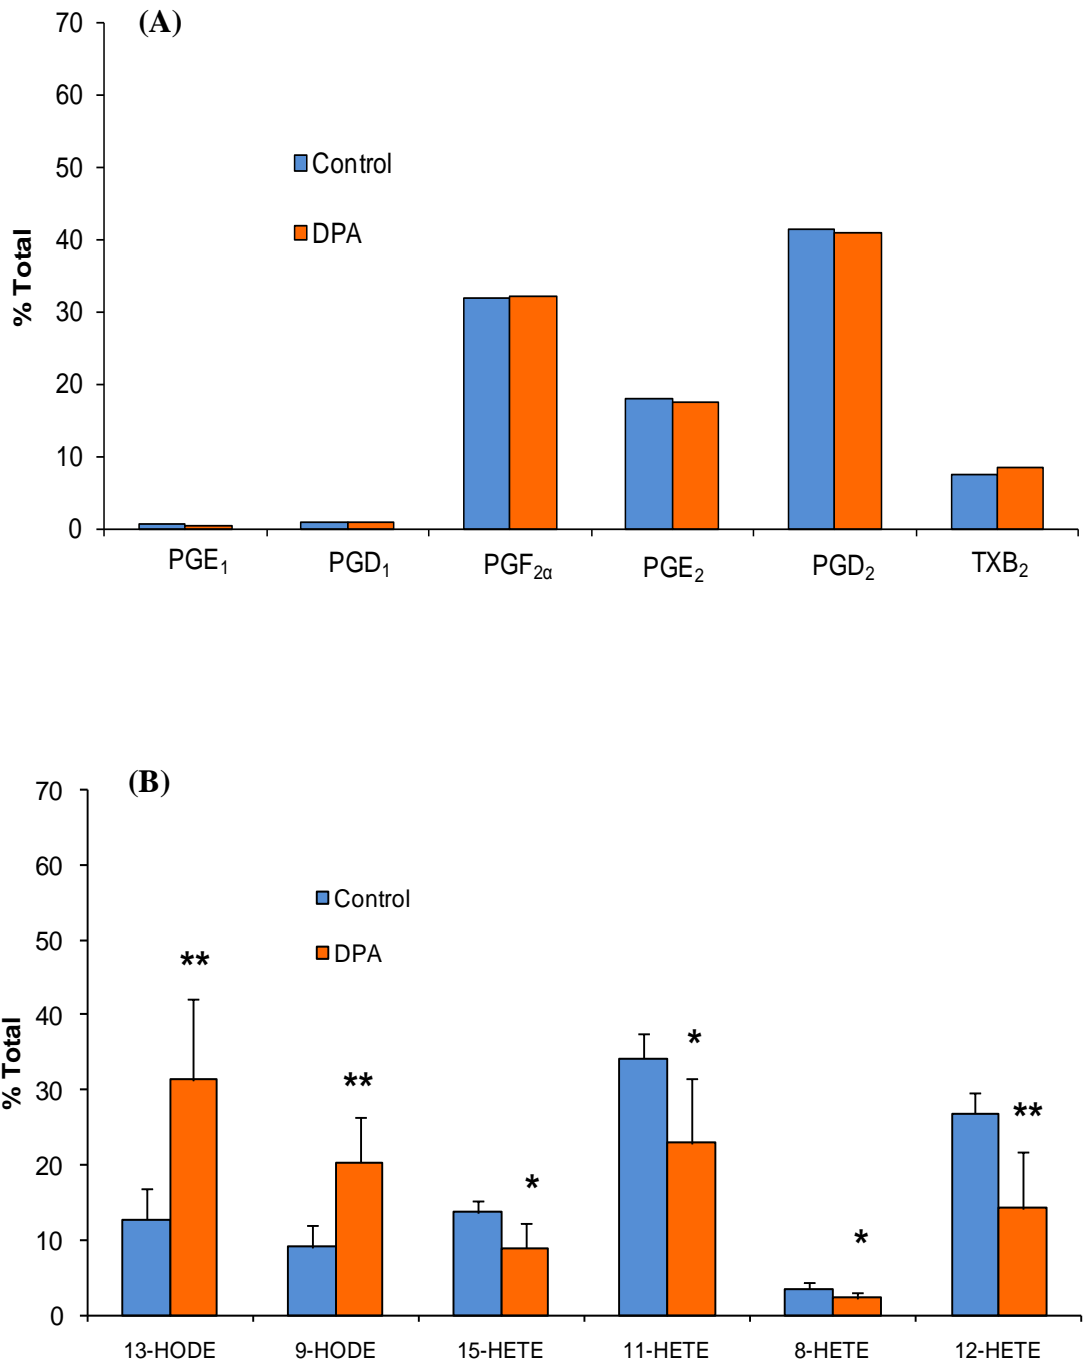 (A)
70
60
50
40
30
20
10
0
% Total
Control
DPA
PGE₁ PGD₁ PGF₂α PGE₂ PGD₂ TXB₂
(B)
70
60
50
40
30
20
10
0
% Total
Control
DPA
** ** * * * **
13-HODE 9-HODE 15-HETE 11-HETE 8-HETE 12-HETE